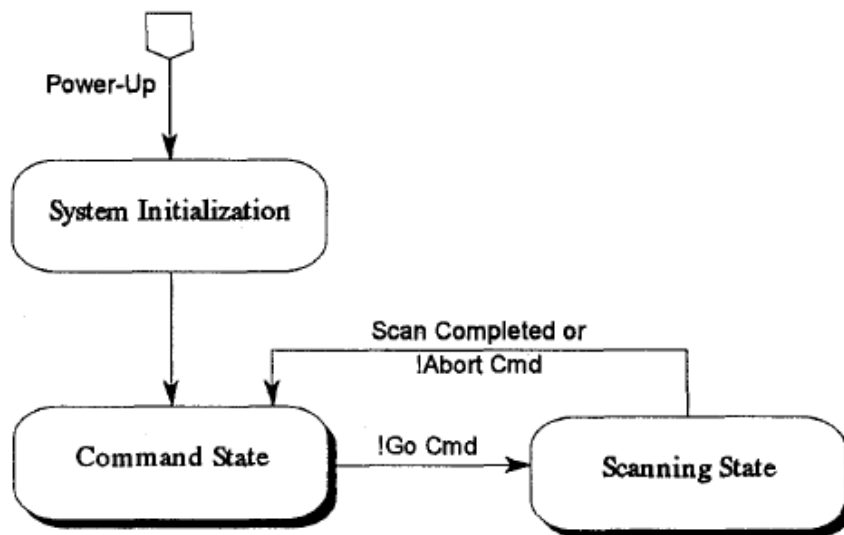 Power-Up
System Initialization
Scan Completed or
!Abort Cmd
Command State
!Go Cmd
Scanning State